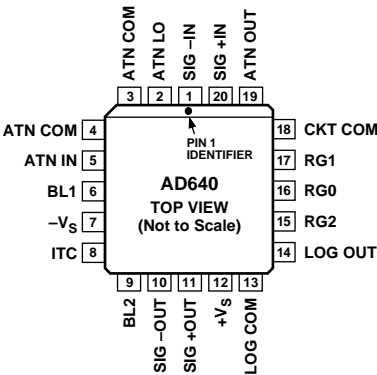 ATN COM
ATN LO
SIG –IN
SIG +IN
ATN OUT
3 2 1 20 19
ATN COM 4
ATN IN 5
BL1 6
–VS 7
ITC 8
PIN 1
IDENTIFIER
AD640
TOP VIEW
(Not to Scale)
18 CKT COM
17 RG1
16 RG0
15 RG2
14 LOG OUT
9 10 11 12 13
BL2
SIG –OUT
SIG +OUT
+VS
LOG COM